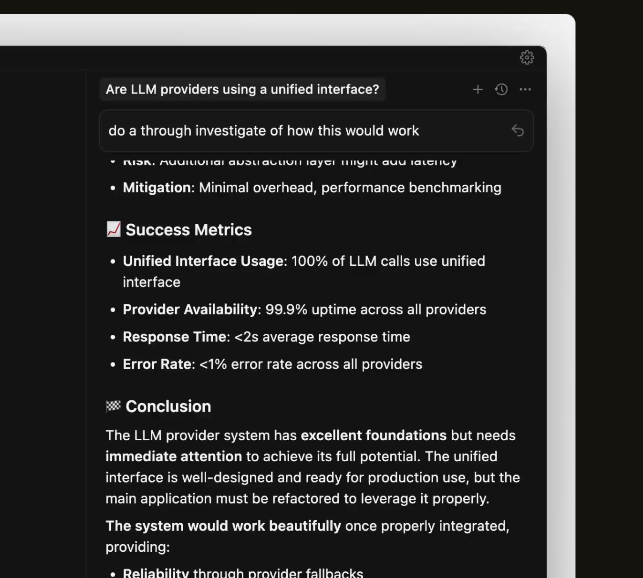 Are LLM providers using a unified interface?
do a through investigate of how this would work
• Risk: Additional abstraction layer might add latency
• Mitigation: Minimal overhead, performance benchmarking
📈 Success Metrics
• Unified Interface Usage: 100% of LLM calls use unified
interface
• Provider Availability: 99.9% uptime across all providers
• Response Time: <2s average response time
• Error Rate: <1% error rate across all providers
🏁 Conclusion
The LLM provider system has excellent foundations but needs
immediate attention to achieve its full potential. The unified
interface is well-designed and ready for production use, but the
main application must be refactored to leverage it properly.
The system would work beautifully once properly integrated,
providing:
• Reliability through provider fallbacks